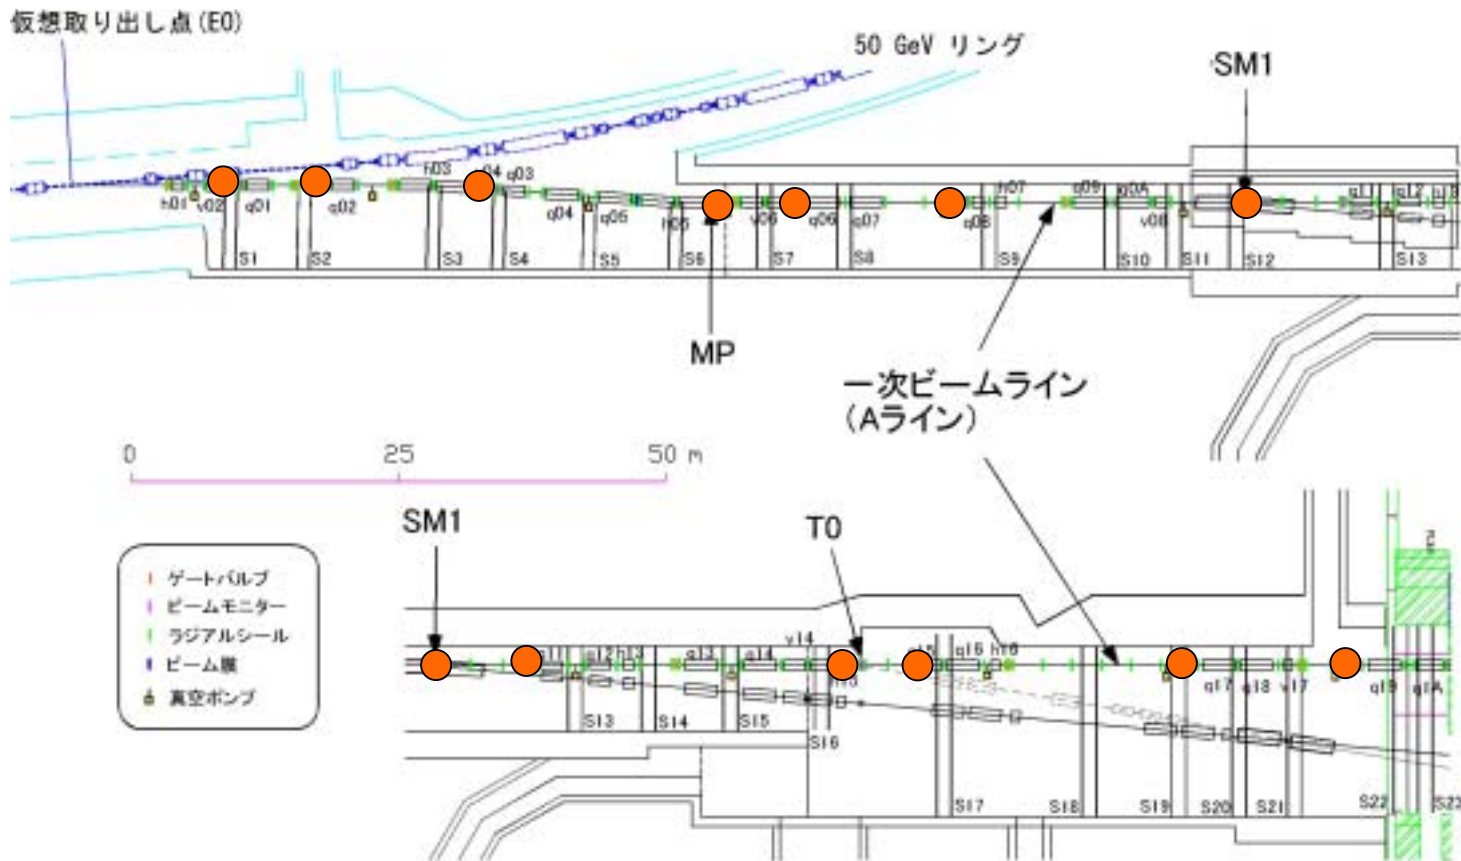 仮想取り出し点(E0)
50 GeV リング
SM1
h03
q03
h01
v02
q01
q02
q04
q05
h05
v06
q06
q07
q08
h07
q09
q0A
v08
q11
q12
h13
S1
S2
S3
S4
S5
S6
S7
S8
S9
S10
S11
S12
S13
MP
一次ビームライン
(Aライン)
0
25
50 m
SM1
T0
ゲートバルブ
ビームモニター
ラジアルシール
ビーム膜
真空ポンプ
q11
q12
h13
q13
q14
v14
q15
q16
h16
q17
q18
v17
q19
q1A
S13
S14
S15
S16
S17
S18
S19
S20
S21
S22
S23